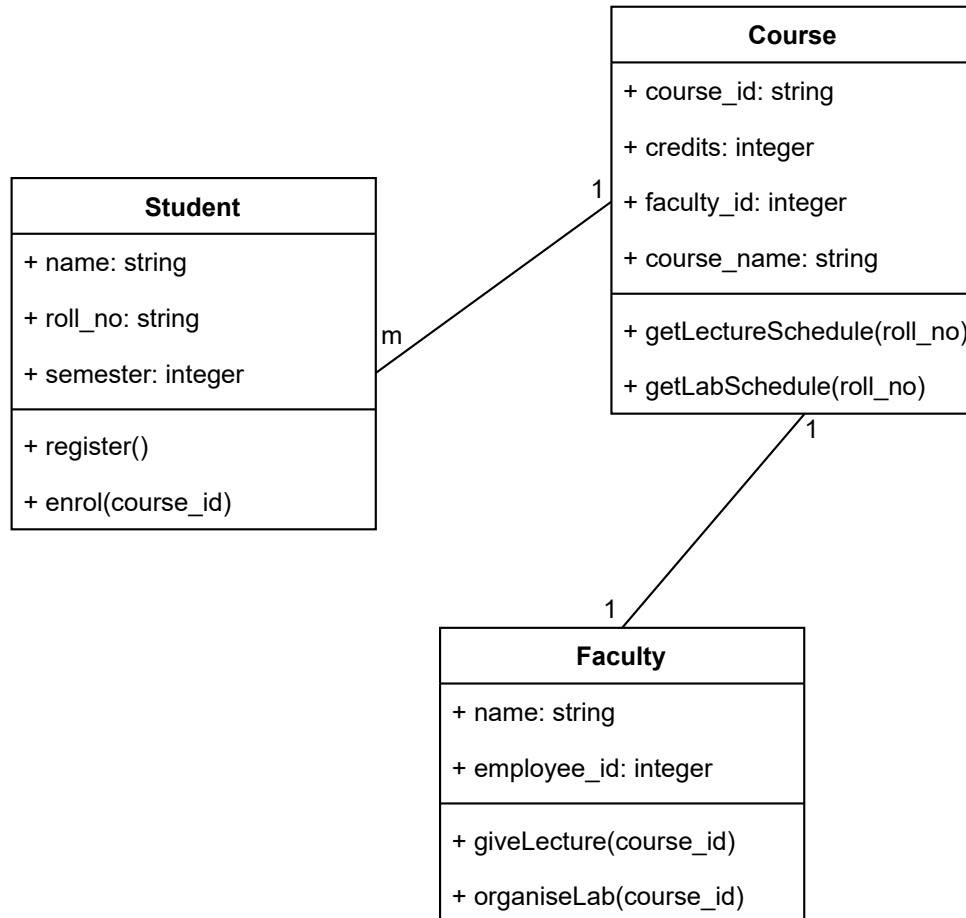 Course
+ course_id: string
+ credits: integer
+ faculty_id: integer
+ course_name: string
+ getLectureSchedule(roll_no)
+ getLabSchedule(roll_no)
1
1
Student
+ name: string
+ roll_no: string
+ semester: integer
+ register()
+ enrol(course_id)
m
1
Faculty
+ name: string
+ employee_id: integer
+ giveLecture(course_id)
+ organiseLab(course_id)